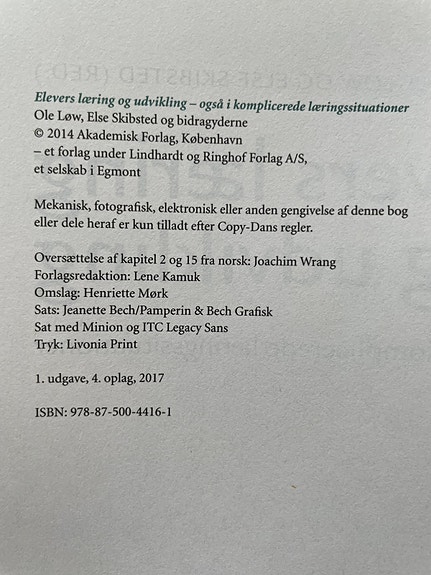 Elevers læring og udvikling – også i komplicerede læringssituationer
Ole Løw, Else Skibsted og bidragyderne
© 2014 Akademisk Forlag, København
– et forlag under Lindhardt og Ringhof Forlag A/S,
et selskab i Egmont
Mekanisk, fotografisk, elektronisk eller anden gengivelse af denne bog
eller dele heraf er kun tilladt efter Copy-Dans regler.
Oversættelse af kapitel 2 og 15 fra norsk: Joachim Wrang
Forlagsredaktion: Lene Kamuk
Omslag: Henriette Mørk
Sats: Jeanette Bech/Pamperin & Bech Grafisk
Sat med Minion og ITC Legacy Sans
Tryk: Livonia Print
1. udgave, 4. oplag, 2017
ISBN: 978-87-500-4416-1